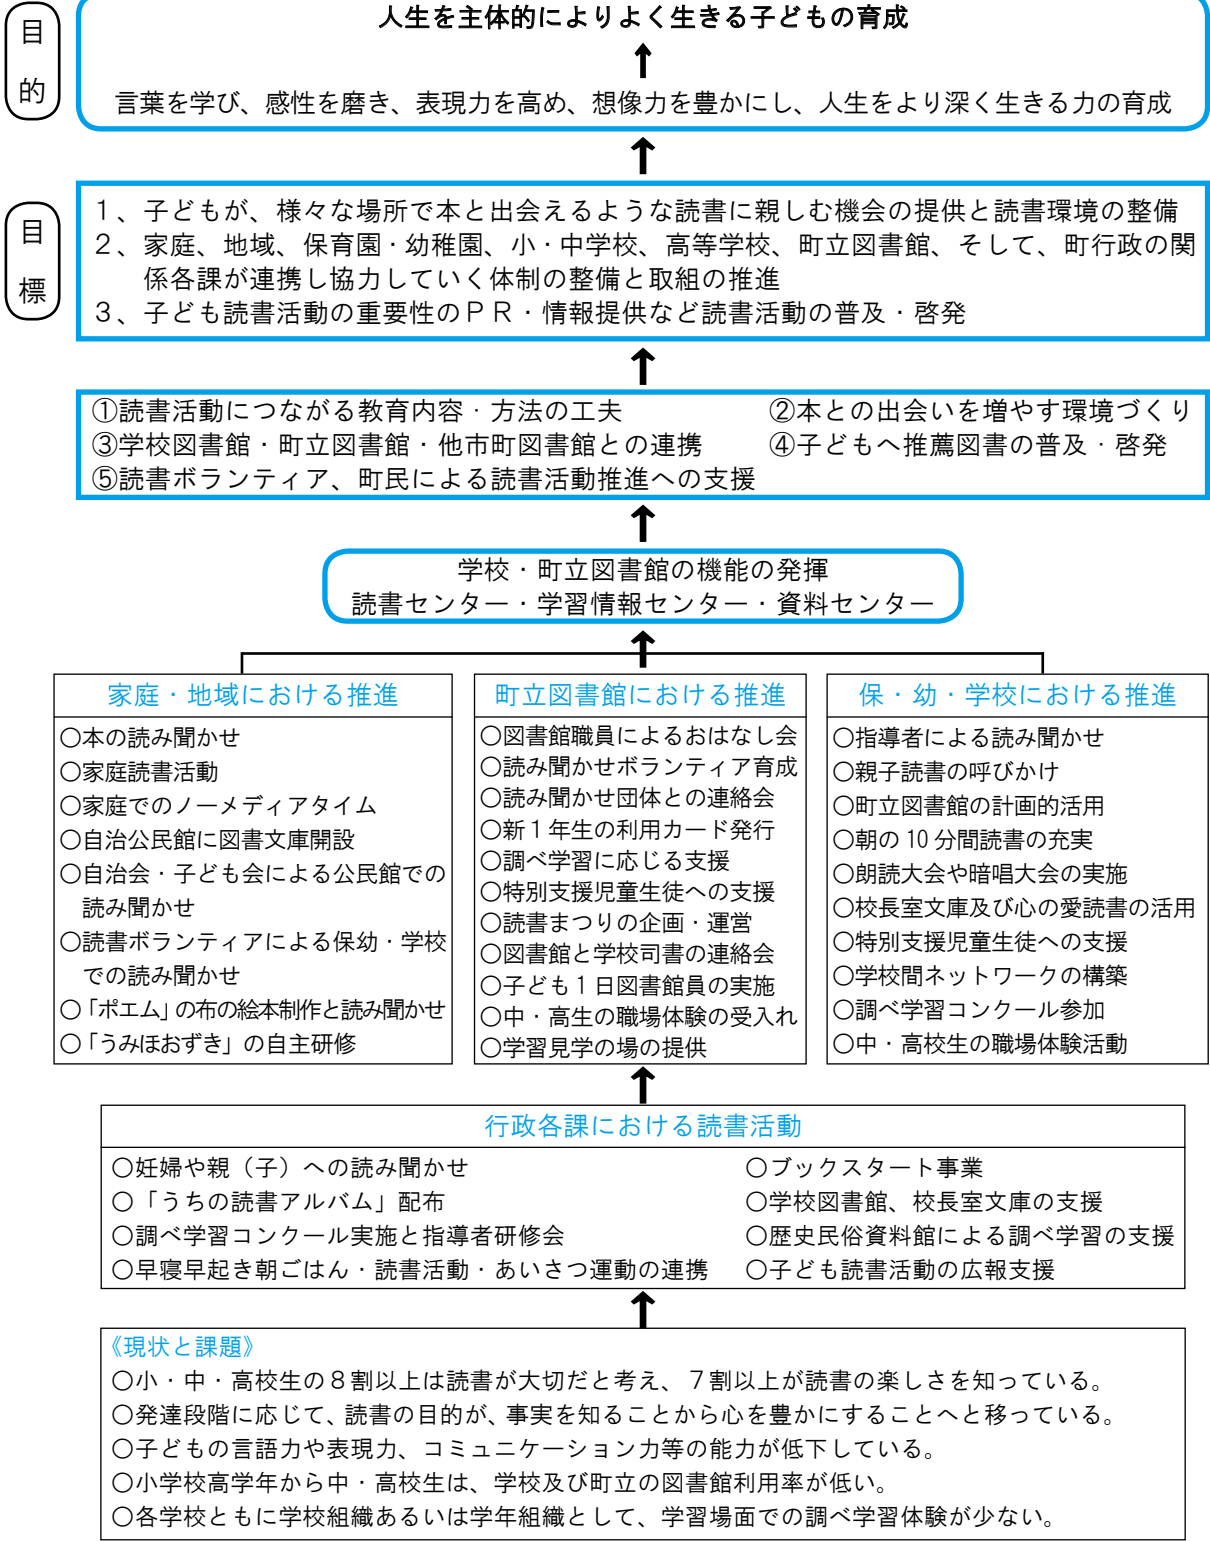 目的
人生を主体的によりよく生きる子どもの育成
言葉を学び、感性を磨き、表現力を高め、想像力を豊かにし、人生をより深く生きる力の育成
目標
1、子どもが、様々な場所で本と出会えるような読書に親しむ機会の提供と読書環境の整備
2、家庭、地域、保育園・幼稚園、小・中学校、高等学校、町立図書館、そして、町行政の関
係各課が連携し協力していく体制の整備と取組の推進
3、子ども読書活動の重要性のPR・情報提供など読書活動の普及・啓発
①読書活動につながる教育内容・方法の工夫
②本との出会いを増やす環境づくり
③学校図書館・町立図書館・他市町図書館との連携
④子どもへ推薦図書の普及・啓発
⑤読書ボランティア、町民による読書活動推進への支援
学校・町立図書館の機能の発揮
読書センター・学習情報センター・資料センター
家庭・地域における推進
○本の読み聞かせ
○家庭読書活動
○家庭でのノーメディアタイム
○自治公民館に図書文庫開設
○自治会・子ども会による公民館での
読み聞かせ
○読書ボランティアによる保幼・学校
での読み聞かせ
○「ポエム」の布の絵本制作と読み聞かせ
○「うみほおずき」の自主研修
町立図書館における推進
○図書館職員によるおはなし会
○読み聞かせボランティア育成
○読み聞かせ団体との連絡会
○新1年生の利用カード発行
○調べ学習に応じる支援
○特別支援児童生徒への支援
○読書まつりの企画・運営
○図書館と学校司書の連絡会
○子ども1日図書館員の実施
○中・高生の職場体験の受入れ
○学習見学の場の提供
保・幼・学校における推進
○指導者による読み聞かせ
○親子読書の呼びかけ
○町立図書館の計画的活用
○朝の10分間読書の充実
○朗読大会や暗唱大会の実施
○校長室文庫及び心の愛読書の活用
○特別支援児童生徒への支援
○学校間ネットワークの構築
○調べ学習コンクール参加
○中・高校生の職場体験活動
行政各課における読書活動
○妊婦や親（子）への読み聞かせ
○ブックスタート事業
○「うちの読書アルバム」配布
○学校図書館、校長室文庫の支援
○調べ学習コンクール実施と指導者研修会
○歴史民俗資料館による調べ学習の支援
○早寝早起き朝ごはん・読書活動・あいさつ運動の連携
○子ども読書活動の広報支援
《現状と課題》
○小・中・高校生の8割以上は読書が大切だと考え、7割以上が読書の楽しさを知っている。
○発達段階に応じて、読書の目的が、事実を知ることから心を豊かにすることへと移っている。
○子どもの言語力や表現力、コミュニケーション力等の能力が低下している。
○小学校高学年から中・高校生は、学校及び町立の図書館利用率が低い。
○各学校ともに学校組織あるいは学年組織として、学習場面での調べ学習体験が少ない。